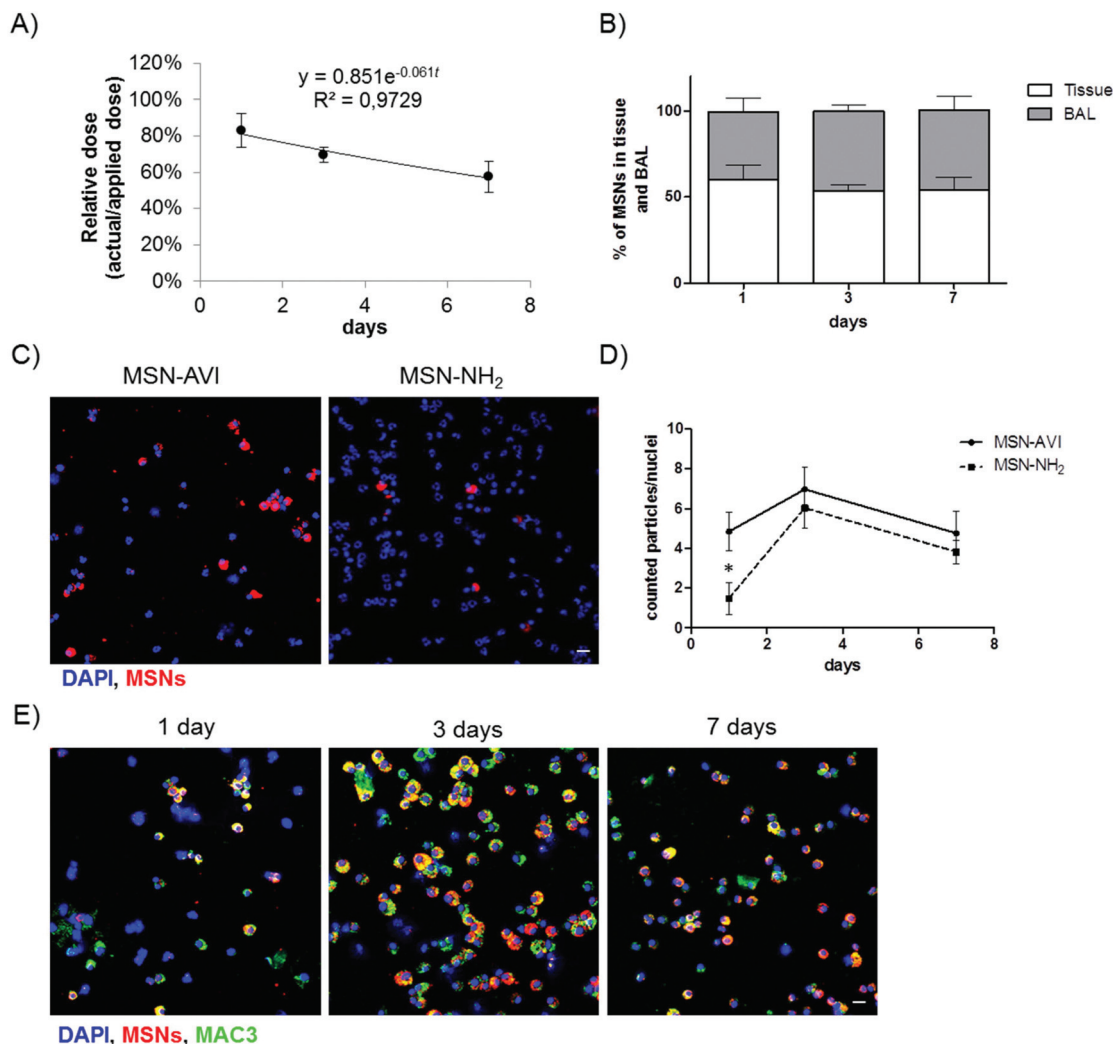 A)
120%
100%
80%
60%
40%
20%
0%
0 2 4 6 8
days
Relative dose
(actual/applied dose)
y = 0.851e^-0.061t
R² = 0,9729
B)
100
50
0
1 3 7
days
% of MSNs in tissue
and BAL
Tissue
BAL
C)
MSN-AVI
MSN-NH₂
DAPI, MSNs
D)
10
8
6
4
2
0
0 2 4 6 8
days
counted particles/nuclei
MSN-AVI
MSN-NH₂
*
E)
1 day
3 days
7 days
DAPI, MSNs, MAC3